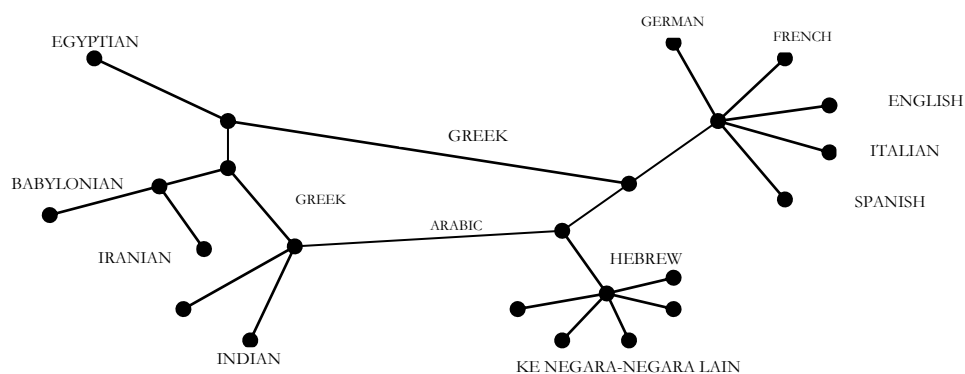 GERMAN
FRENCH
EGYPTIAN
ENGLISH
GREEK
ITALIAN
BABYLONIAN
GREEK
SPANISH
ARABIC
IRANIAN
HEBREW
INDIAN
KE NEGARA-NEGARA LAIN